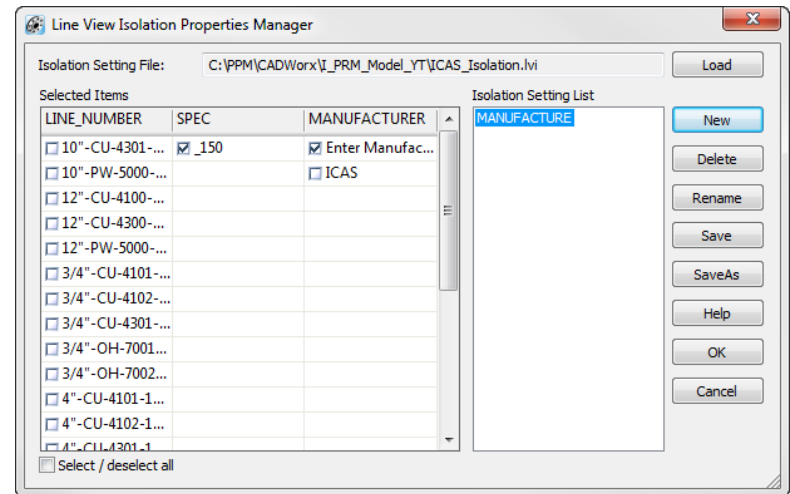 Line View Isolation Properties Manager
Isolation Setting File: C:\PPM\CADWorx\I_PRM_Model_YT\ICAS_Isolation.lvi Load
Selected Items Isolation Setting List
LINE_NUMBER SPEC MANUFACTURER MANUFACTURE New
10"-CU-4301-... _150 Enter Manufac...
10"-PW-5000-... ICAS Delete
12"-CU-4100-... Rename
12"-CU-4300-... Save
12"-PW-5000-...
3/4"-CU-4101-... SaveAs
3/4"-CU-4102-...
3/4"-CU-4301-... Help
3/4"-OH-7001... OK
3/4"-OH-7002...
4"-CU-4101-1... Cancel
4"-CU-4102-1...
4"-CU-4301-1
Select / deselect all